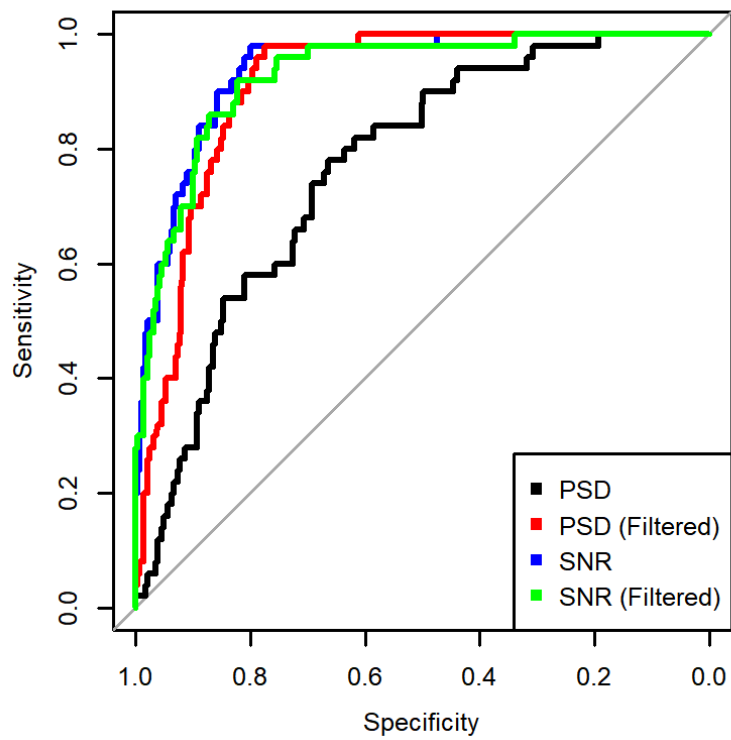 1.0
0.8
0.6
0.4
0.2
0.0
Sensitivity
PSD
PSD (Filtered)
SNR
SNR (Filtered)
1.0 0.8 0.6 0.4 0.2 0.0
Specificity